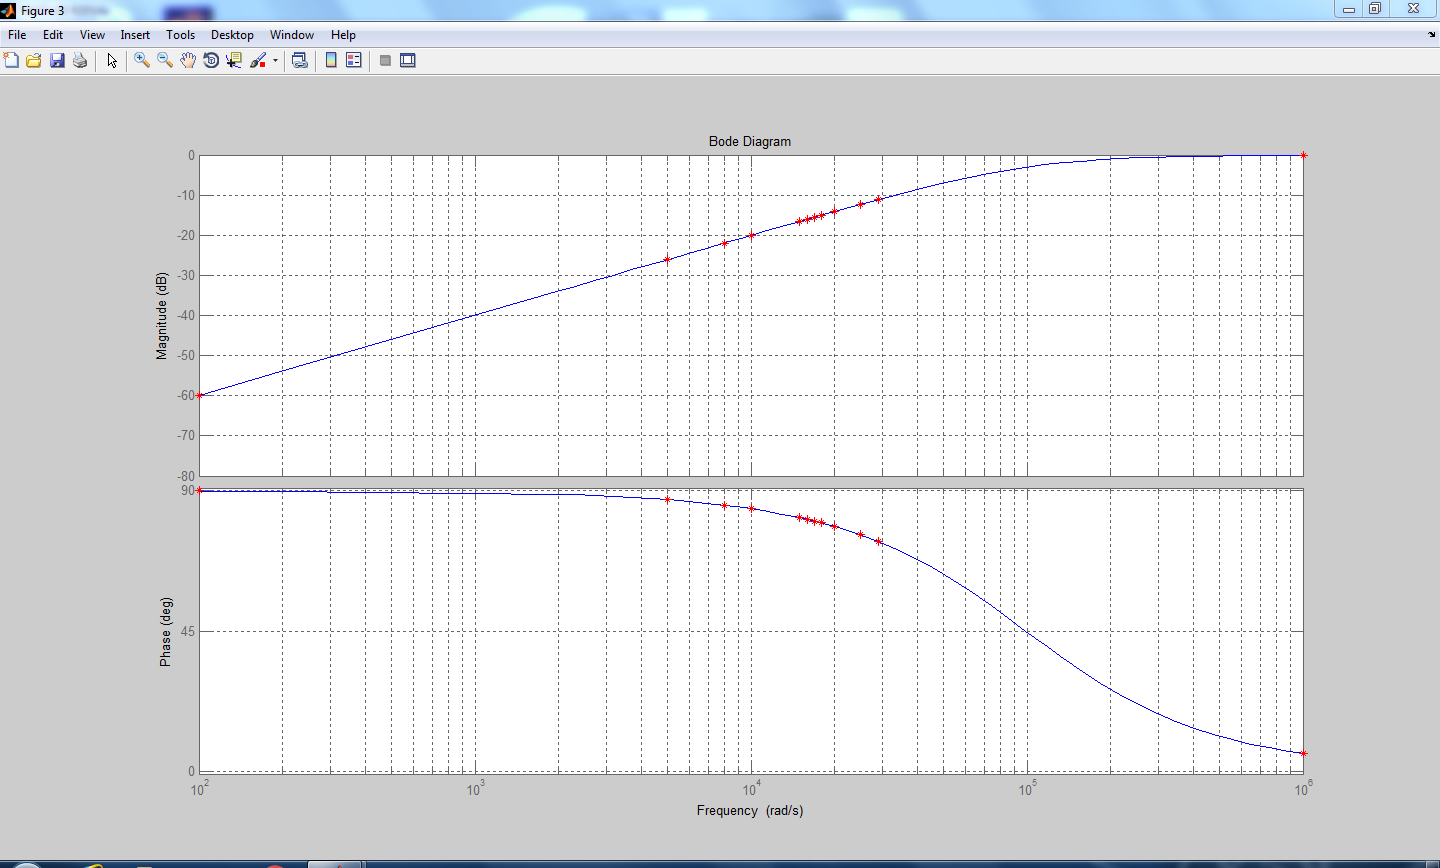 Figure 3
File Edit View Insert Tools Desktop Window Help
Bode Diagram
0
-10
-20
-30
-40
-50
-60
-70
-80
Magnitude (dB)
90
45
0
Phase (deg)
10^2 10^3 10^4 10^5 10^6
Frequency (rad/s)